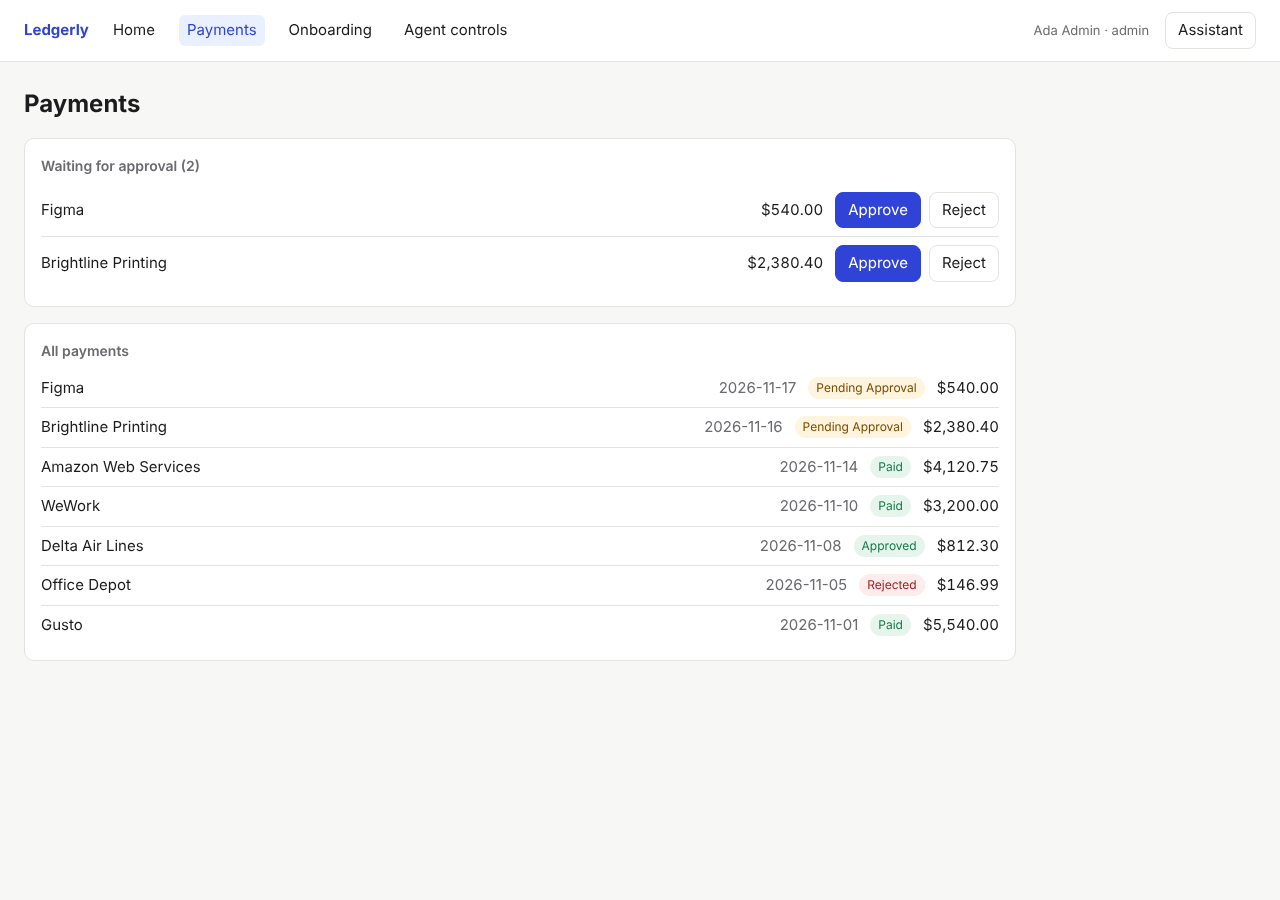 Ledgerly Home Payments Onboarding Agent controls Ada Admin · admin Assistant
Payments
Waiting for approval (2)
Figma $540.00 Approve Reject
Brightline Printing $2,380.40 Approve Reject
All payments
Figma 2026-11-17 Pending Approval $540.00
Brightline Printing 2026-11-16 Pending Approval $2,380.40
Amazon Web Services 2026-11-14 Paid $4,120.75
WeWork 2026-11-10 Paid $3,200.00
Delta Air Lines 2026-11-08 Approved $812.30
Office Depot 2026-11-05 Rejected $146.99
Gusto 2026-11-01 Paid $5,540.00